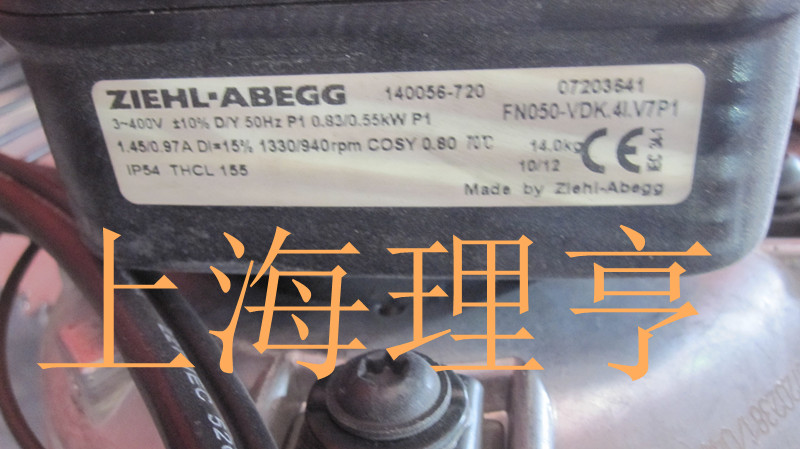 ZIEHL-ABEGG 140056-720 07203641
3~400V ±10% D/Y 50Hz P1 0.83/0.55kW P1 FN050-VDK.4I.V7P1
1.45/0.97A DI=15% 1330/940rpm COSY 0.80 70℃ 14.0kg CE
IP54 THCL 155 10/12
Made by Ziehl-Abegg
上海理亨